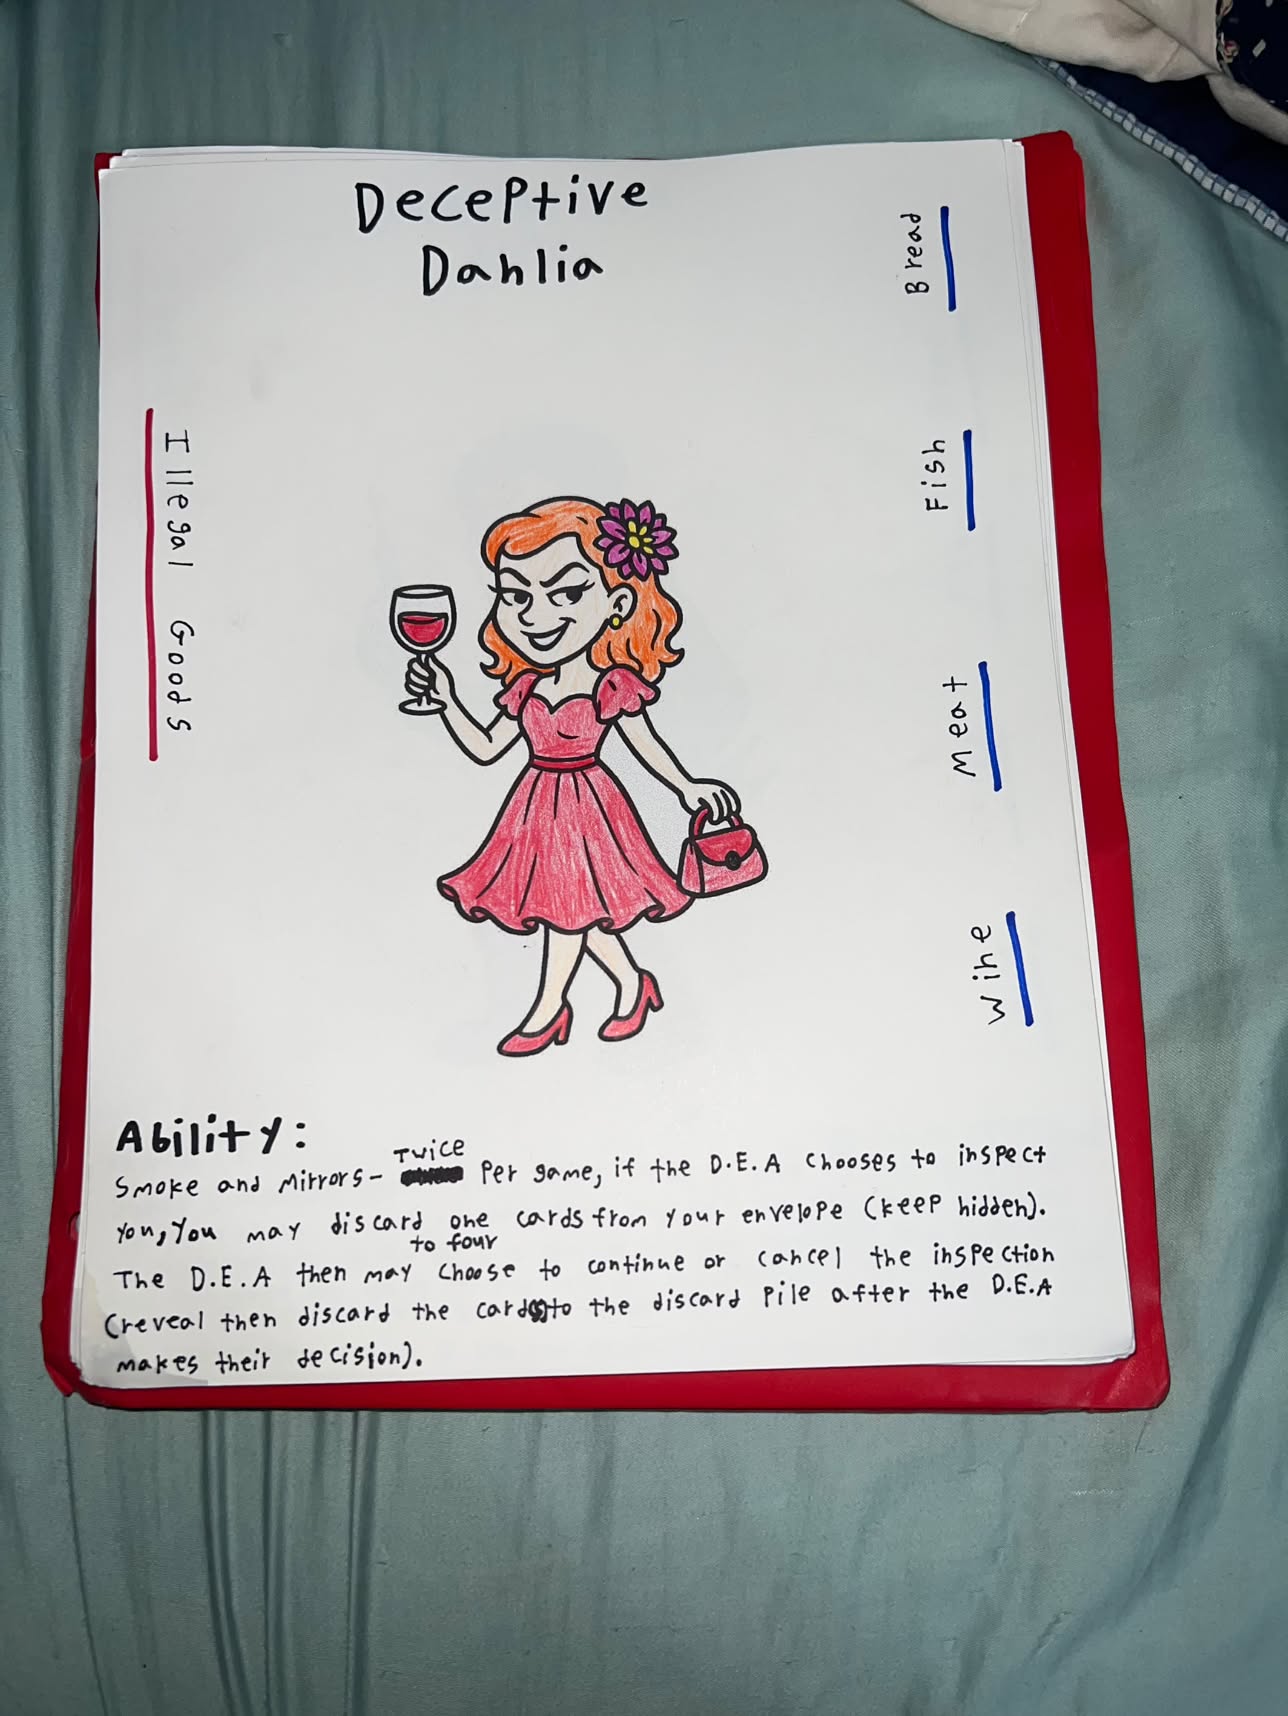 Deceptive
Dahlia
Bread
Fish
Meat
Wine
Illegal Goods
Ability:
Twice
Smoke and Mirrors- Per game, if the D.E.A chooses to inspect
you, you may discard one cards from your envelope (keep hidden).
to four
The D.E.A then may choose to continue or cancel the inspection
(reveal then discard the card(s) to the discard pile after the D.E.A
makes their decision).